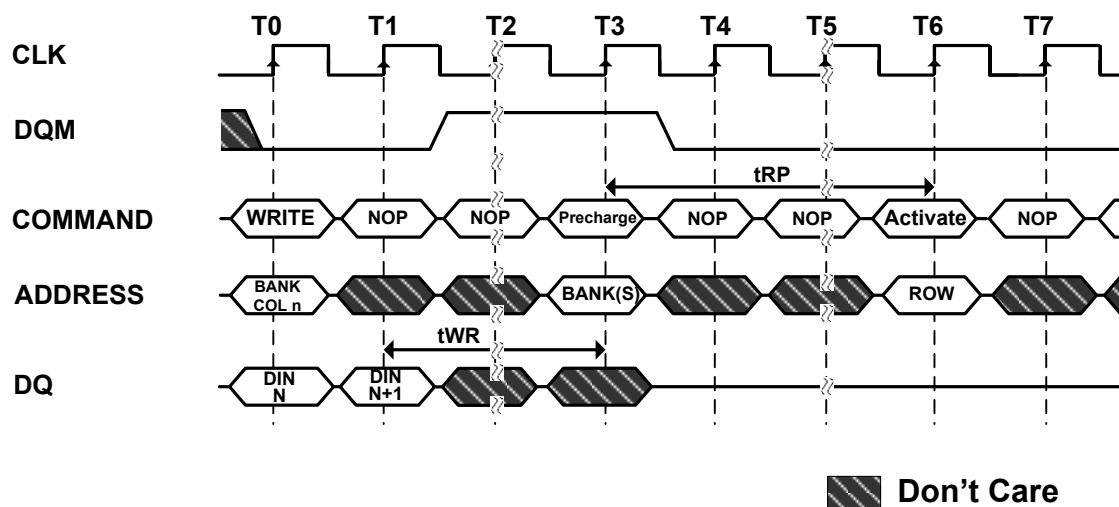 T0 T1 T2 T3 T4 T5 T6 T7
CLK
DQM
tRP
COMMAND WRITE NOP NOP Precharge NOP NOP Activate NOP
ADDRESS BANK COL n BANK(S) ROW
tWR
DQ DIN N DIN N+1
Don't Care